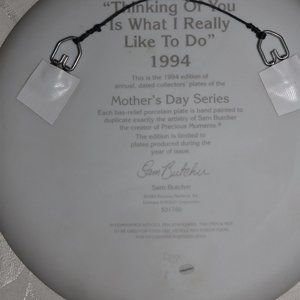 "Thinking Of You
Is What I Really
Like To Do"
1994
This is the 1994 edition of
annual, dated collectors' plates of the
Mother's Day Series
Each bas-relief porcelain plate is hand painted to
duplicate exactly the artistry of Sam Butcher
the creator of Precious Moments.®
The edition is limited to
plates produced during the
year of issue.
Sam Butcher
Sam Butcher
531766